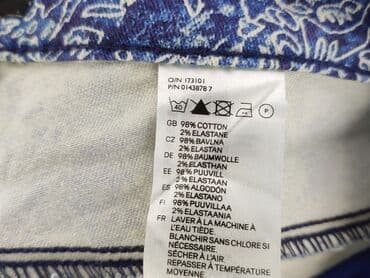 O/N 173101
P/N 0143878 7
40 P
GB 98% COTTON
2% ELASTANE
CZ 98% BAVLNA
2% ELASTAN
DE 98% BAUMWOLLE
2% ELASTHAN
EE 98% PUUVILL
2% ELASTAAN
ES 98% ALGODÓN
2% ELASTANO
FI 98% PUUVILLAA
2% ELASTAANIA
FR LAVER À LA MACHINE À
L'EAU TIÈDE.
BLANCHIR SANS CHLORE SI
NÉCESSAIRE.
SÉCHER À L'AIR
REPASSER À TEMPÉRATURE
MOYENNE